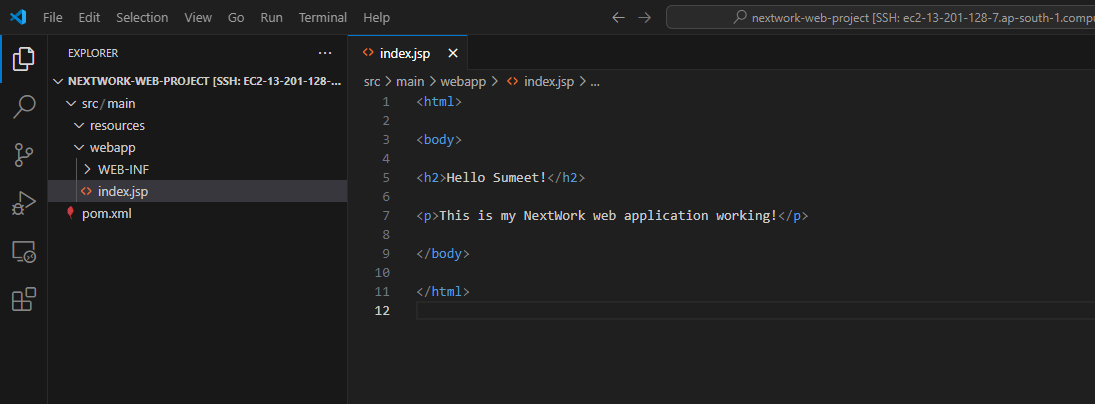 File Edit Selection View Go Run Terminal Help
nextwork-web-project [SSH: ec2-13-201-128-7.ap-south-1.compu
EXPLORER
index.jsp
NEXTWORK-WEB-PROJECT [SSH: EC2-13-201-128-...
src/main
resources
webapp
WEB-INF
index.jsp
pom.xml
src > main > webapp > index.jsp > ...
1 <html>
2
3 <body>
4
5 <h2>Hello Sumeet!</h2>
6
7 <p>This is my NextWork web application working!</p>
8
9 </body>
10
11 </html>
12